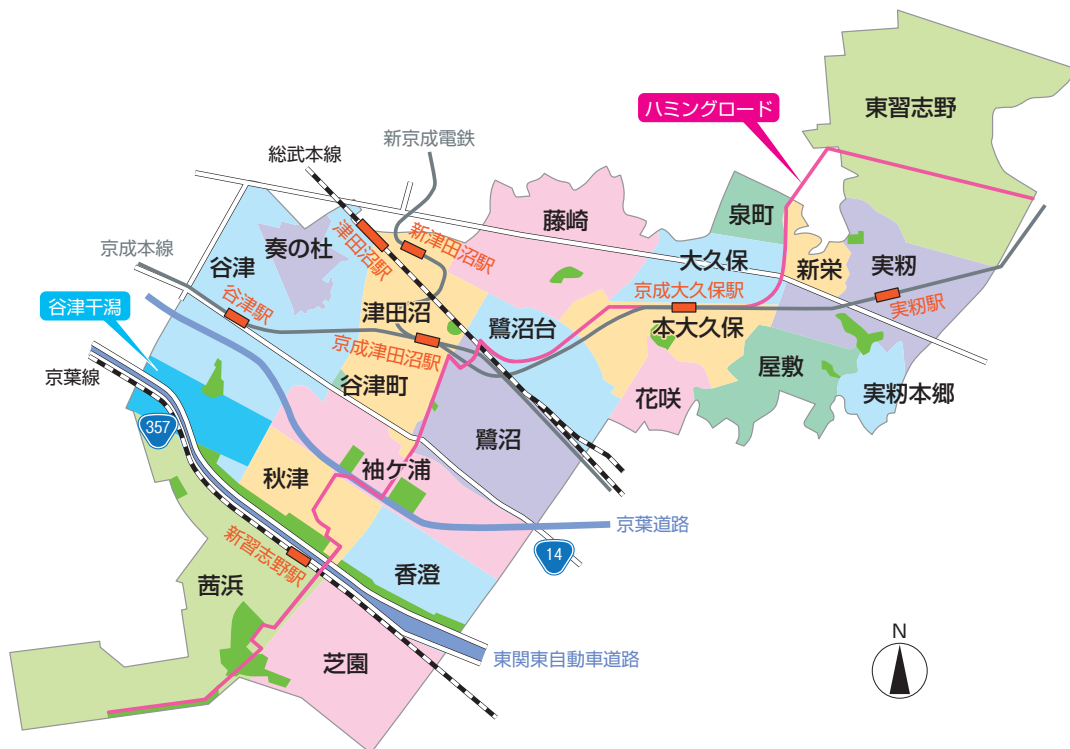 東習志野
ハミングロード
新京成電鉄
総武本線
泉町
藤崎
奏の杜
津田沼駅
新津田沼駅
大久保
新栄
実籾
京成本線
谷津
京成大久保駅
実籾駅
谷津干潟
谷津駅
津田沼
鷺沼台
本大久保
京成津田沼駅
屋敷
京葉線
谷津町
花咲
実籾本郷
357
鷺沼
秋津
袖ケ浦
京葉道路
新習志野駅
14
香澄
茜浜
N
芝園
東関東自動車道路